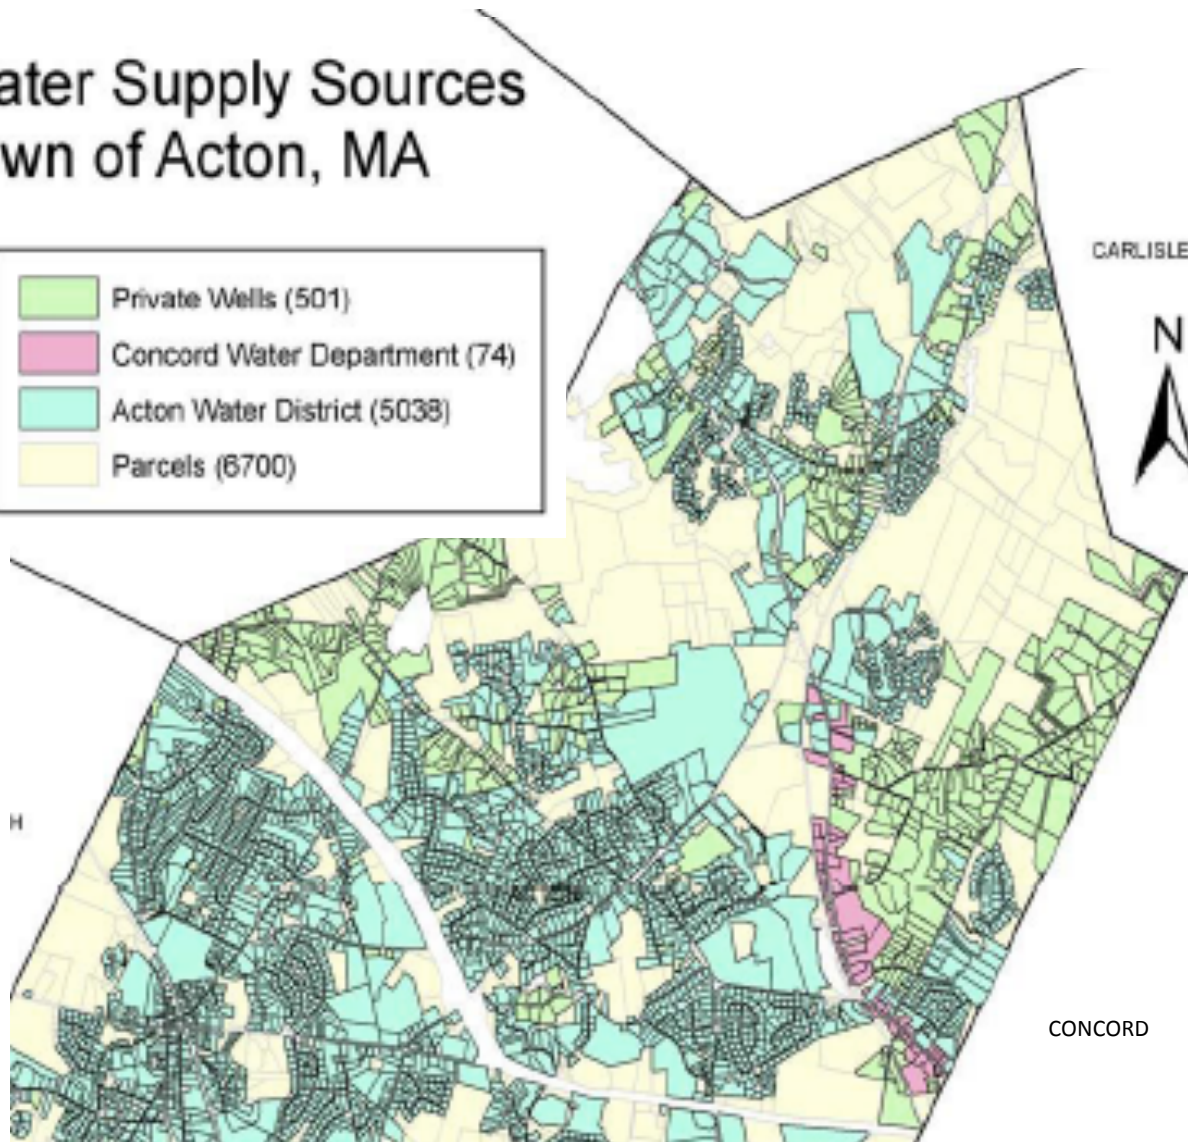 ater Supply Sources
wn of Acton, MA
Private Wells (501)
Concord Water Department (74)
Acton Water District (5038)
Parcels (6700)
CARLISLE
N
H
CONCORD